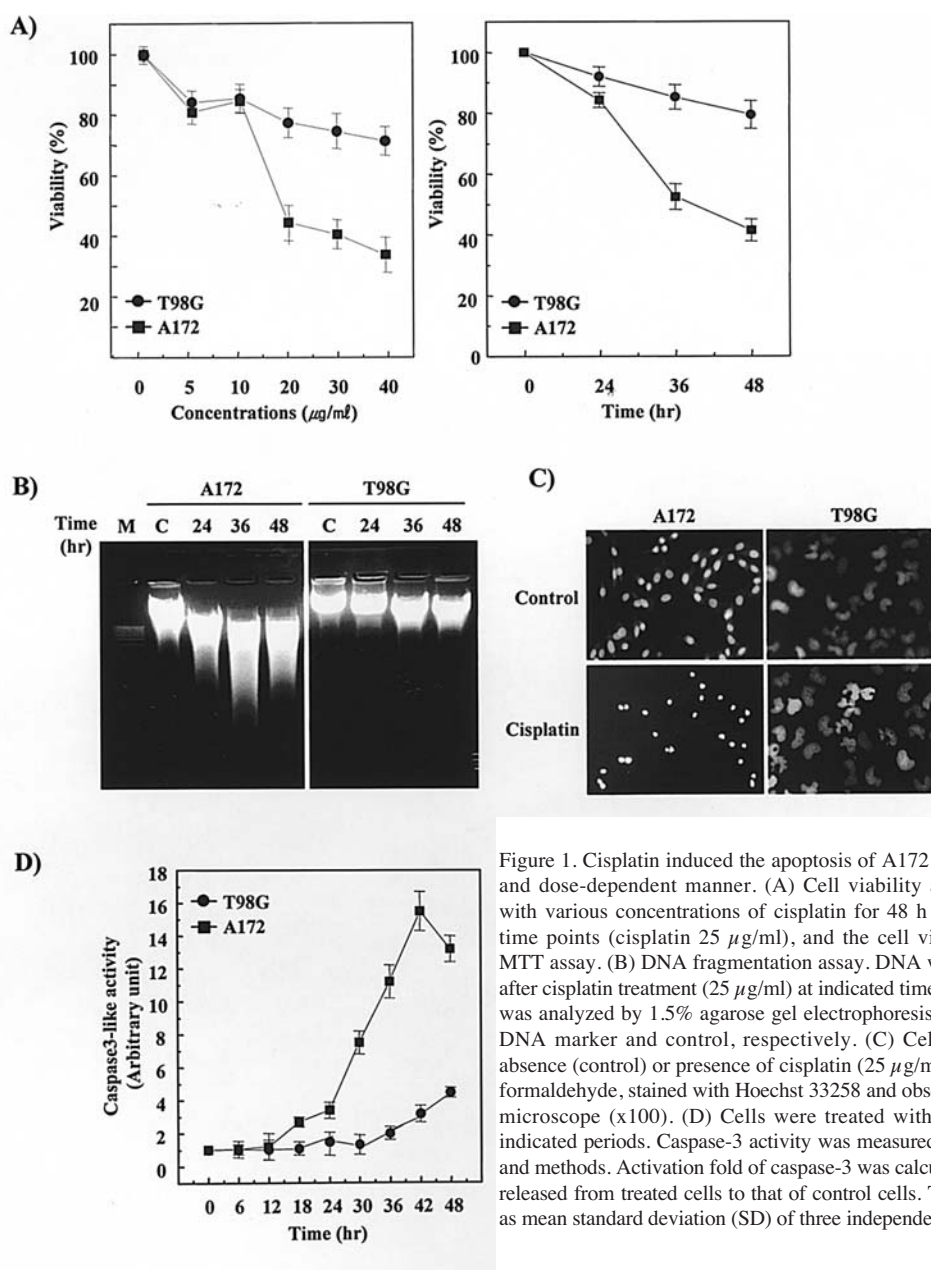 A)
100
80
60
40
20
Viability (%)
T98G
A172
0 5 10 20 30 40
Concentrations (μg/mℓ)
100
80
60
40
20
0
Viability (%)
T98G
A172
0 24 36 48
Time (hr)
B)
A172 T98G
Time (hr) M C 24 36 48 C 24 36 48
C)
A172 T98G
Control
Cisplatin
D)
18
16
14
12
10
8
6
4
2
0
Caspase3-like activity
(Arbitrary unit)
T98G
A172
0 6 12 18 24 30 36 42 48
Time (hr)
Figure 1. Cisplatin induced the apoptosis of A172
and dose-dependent manner. (A) Cell viability
with various concentrations of cisplatin for 48 h
time points (cisplatin 25 μg/ml), and the cell vi
MTT assay. (B) DNA fragmentation assay. DNA
after cisplatin treatment (25 μg/ml) at indicated time
was analyzed by 1.5% agarose gel electrophoresis
DNA marker and control, respectively. (C) Cel
absence (control) or presence of cisplatin (25 μg/m
formaldehyde, stained with Hoechst 33258 and obs
microscope (x100). (D) Cells were treated with
indicated periods. Caspase-3 activity was measured
and methods. Activation fold of caspase-3 was calcu
released from treated cells to that of control cells.
as mean standard deviation (SD) of three independe